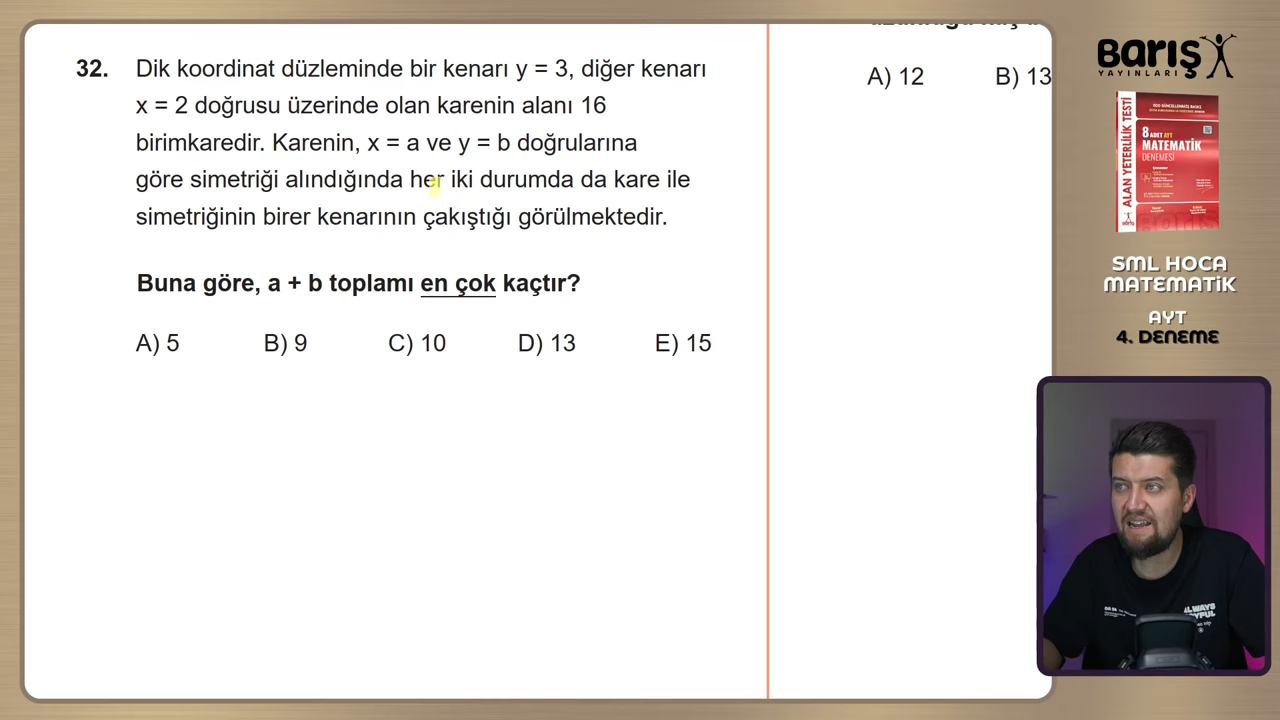 32. Dik koordinat düzleminde bir kenarı y = 3, diğer kenarı
x = 2 doğrusu üzerinde olan karenin alanı 16
birimkaredir. Karenin, x = a ve y = b doğrularına
göre simetriği alındığında her iki durumda da kare ile
simetriğinin birer kenarının çakıştığı görülmektedir.
Buna göre, a + b toplamı en çok kaçtır?
A) 5 B) 9 C) 10 D) 13 E) 15
A) 12 B) 13
BARIŞ
YAYINLARI
ALAN YETERLİLİK TESTİ
8 ADET AYT
MATEMATİK
DENEMESİ
BARIŞ
SML HOCA
MATEMATİK
AYT
4. DENEME